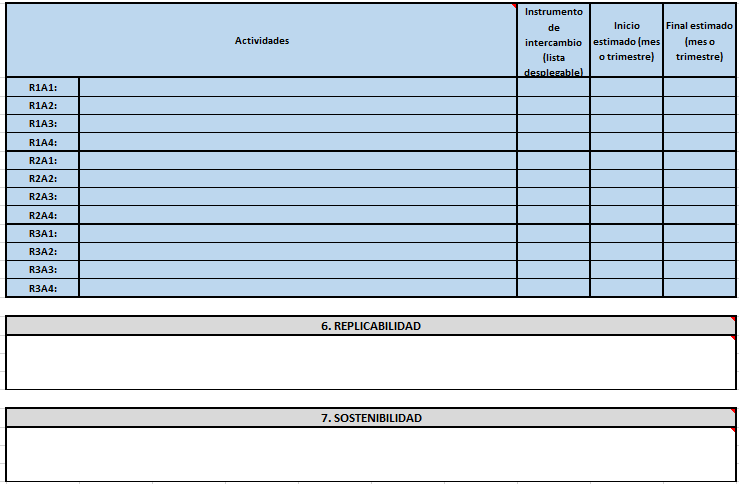 Actividades
Instrumento
de
intercambio
(lista
desplegable)
Inicio
estimado (mes
o trimestre)
Final estimado
(mes o
trimestre)
R1A1:
R1A2:
R1A3:
R1A4:
R2A1:
R2A2:
R2A3:
R2A4:
R3A1:
R3A2:
R3A3:
R3A4:
6. REPLICABILIDAD
7. SOSTENIBILIDAD